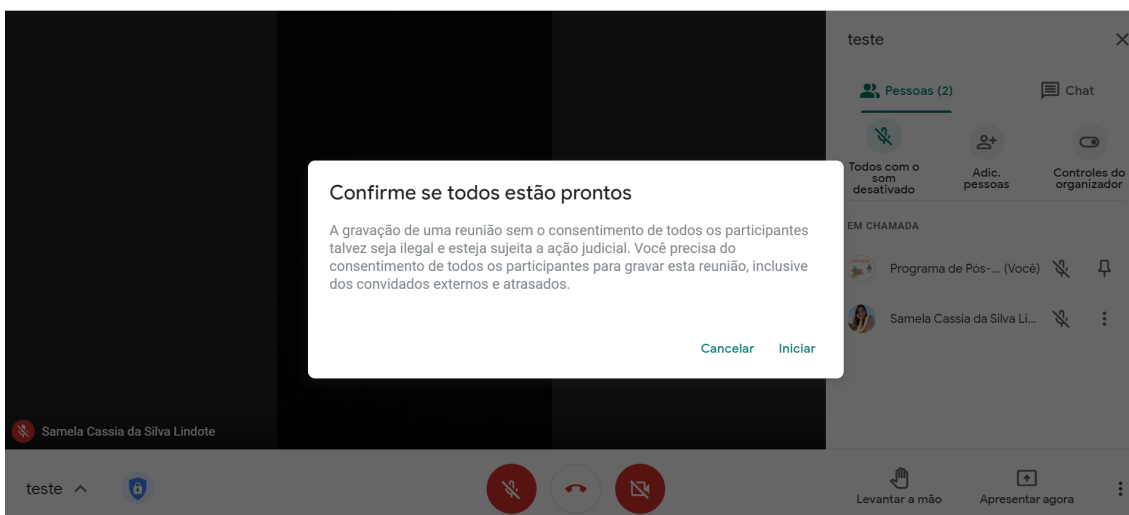 teste
Pessoas (2)
Chat
Todos com o
som
desativado
Adic.
pessoas
Controles do
organizador
Confirme se todos estão prontos
A gravação de uma reunião sem o consentimento de todos os participantes
talvez seja ilegal e esteja sujeita a ação judicial. Você precisa do
consentimento de todos os participantes para gravar esta reunião, inclusive
dos convidados externos e atrasados.
Cancelar Iniciar
EM CHAMADA
Programa de Pós-... (Você)
Samela Cassia da Silva Li...
Samela Cassia da Silva Lindote
teste
Levantar a mão
Apresentar agora